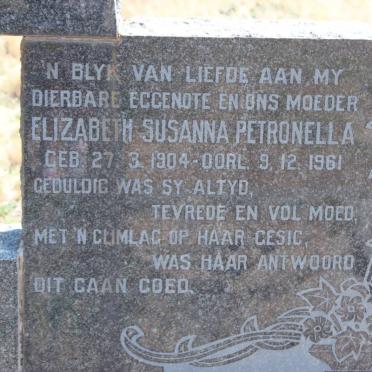 'N BLYK VAN LIEFDE AAN MY
DIERBARE EGGENOTE EN ONS MOEDER
ELIZABETH SUSANNA PETRONELLA
GEB. 27. 3. 1904 - OORL. 9. 12. 1961
GEDULDIG WAS SY ALTYD,
TEVREDE EN VOL MOED,
MET 'N GLIMLAG OP HAAR GESIG,
WAS HAAR ANTWOORD
DIT GAAN GOED.